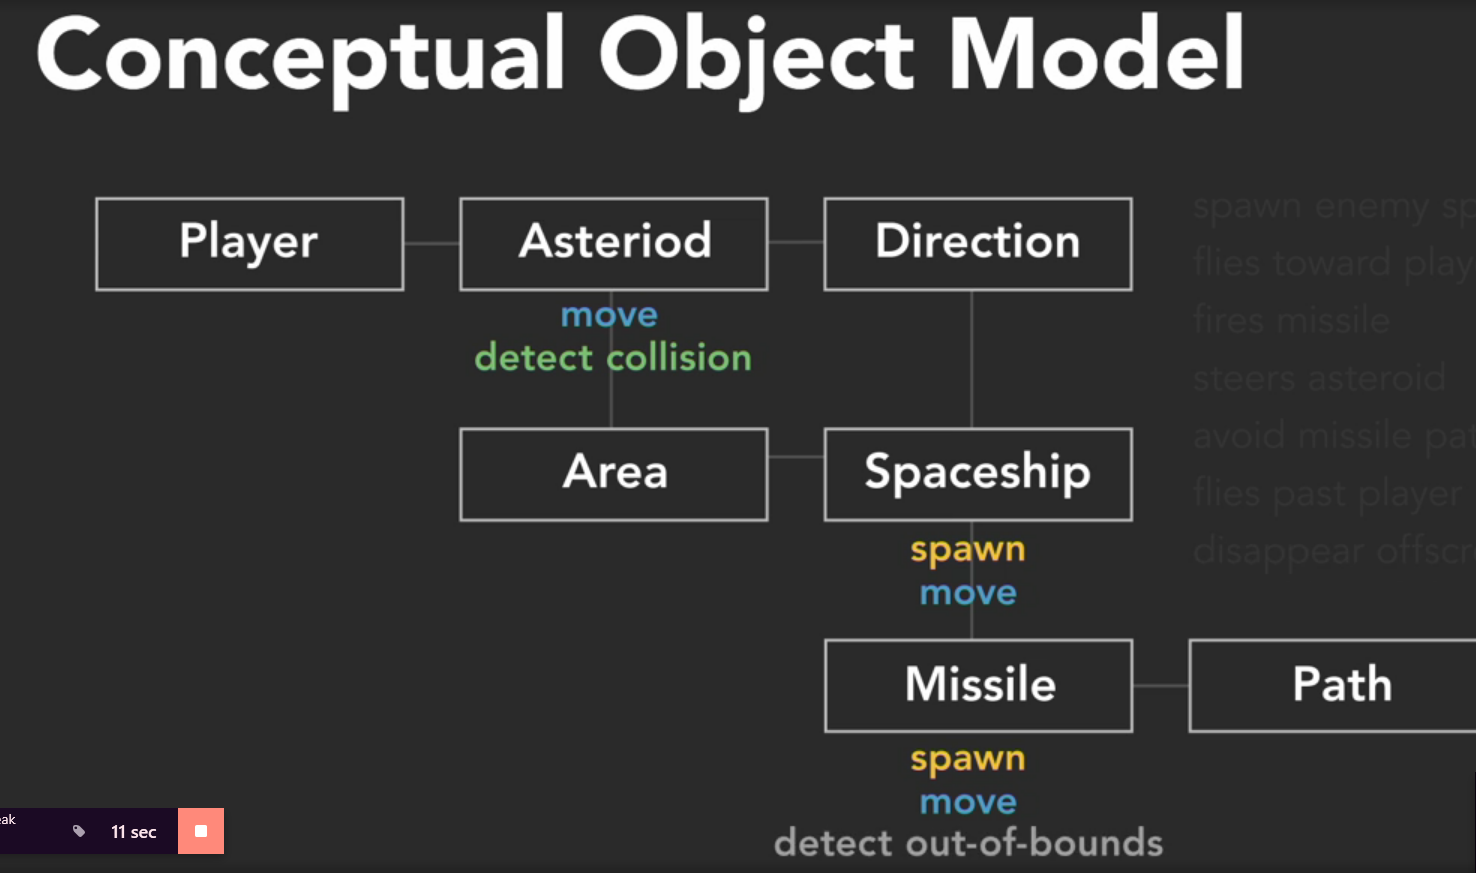 Conceptual Object Model
Player
Asteriod
Direction
move
detect collision
Area
Spaceship
spawn
move
Missile
Path
spawn
move
detect out-of-bounds
spawn enemy sp
flies toward play
fires missile
steers asteroid
avoid missile pat
flies past player
disappear offscr
eak
11 sec